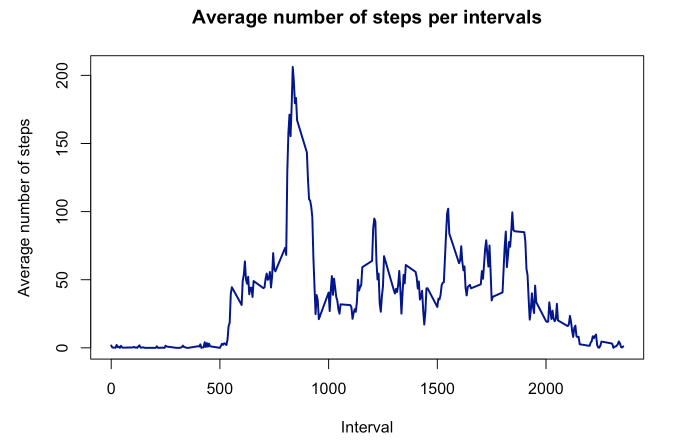 Average number of steps per intervals
Average number of steps
200
150
100
50
0
0 500 1000 1500 2000
Interval